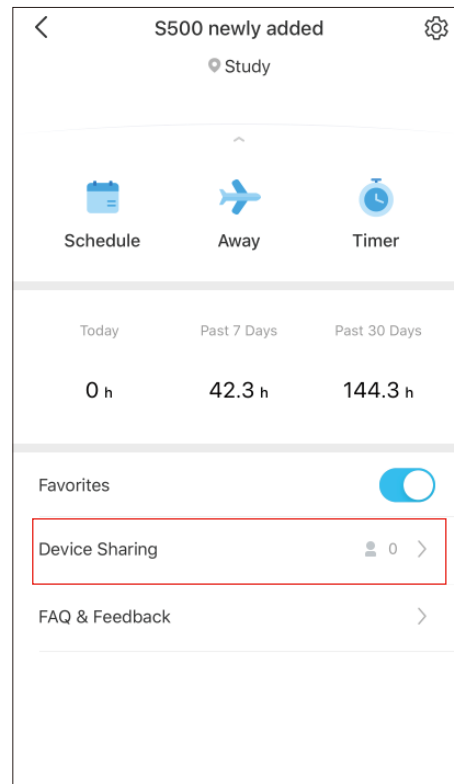 S500 newly added
Study
Schedule Away Timer
Today Past 7 Days Past 30 Days
0 h 42.3 h 144.3 h
Favorites
Device Sharing 0
FAQ & Feedback